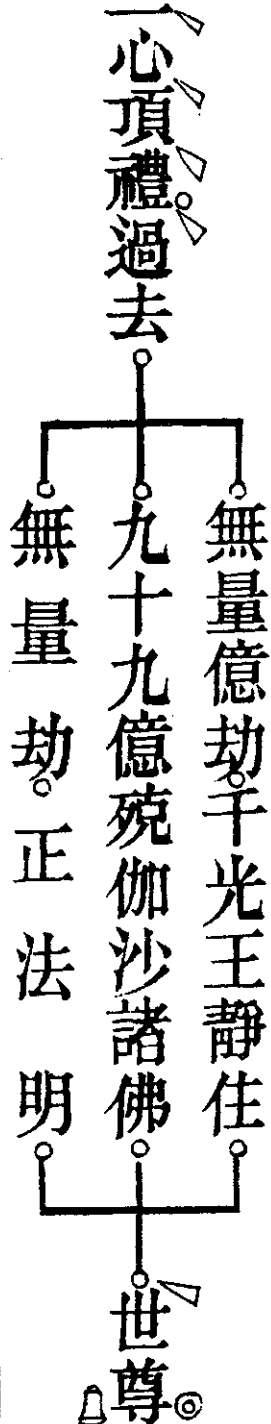 一心頂禮。過去
無量億劫。千光王靜住
九十九億殑伽沙諸佛
無量劫。正法明
世尊